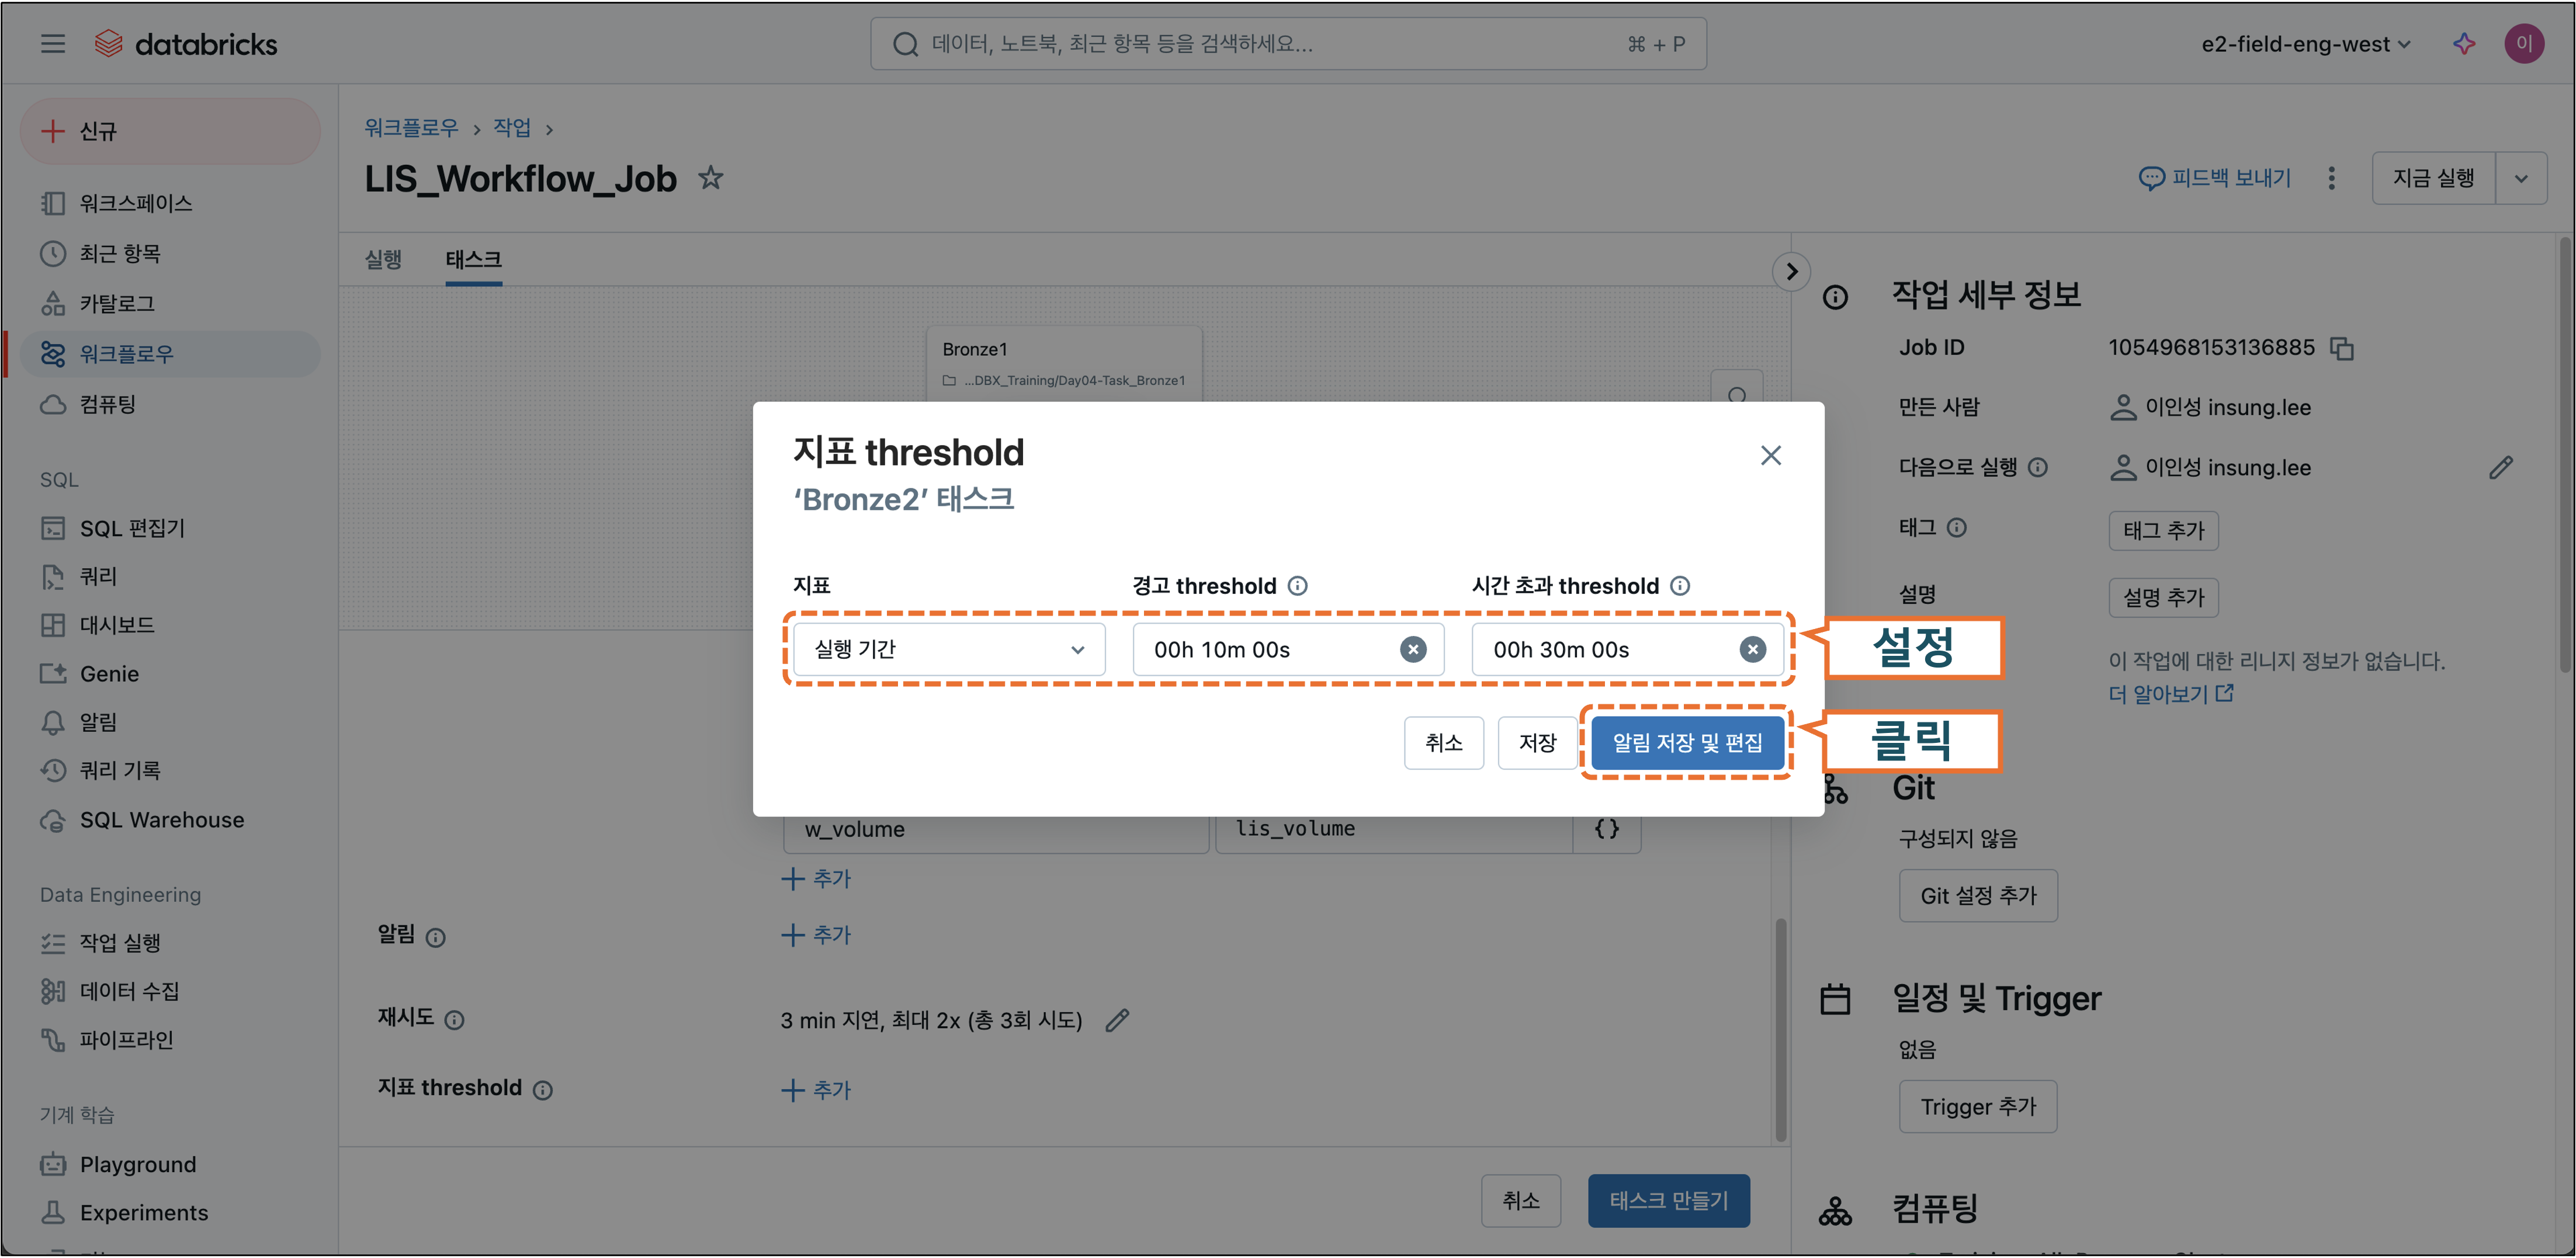 databricks
데이터, 노트북, 최근 항목 등을 검색하세요...
⌘ + P
e2-field-eng-west
이
신규
워크스페이스
최근 항목
카탈로그
워크플로우
컴퓨팅
SQL
SQL 편집기
쿼리
대시보드
Genie
알림
쿼리 기록
SQL Warehouse
Data Engineering
작업 실행
데이터 수집
파이프라인
기계 학습
Playground
Experiments
워크플로우 > 작업 >
LIS_Workflow_Job
피드백 보내기
지금 실행
실행
태스크
Bronze1
...DBX_Training/Day04-Task_Bronze1
지표 threshold
‘Bronze2’ 태스크
지표
경고 threshold
시간 초과 threshold
실행 기간
00h 10m 00s
00h 30m 00s
설정
취소
저장
알림 저장 및 편집
클릭
w_volume
lis_volume
{}
+ 추가
알림
+ 추가
재시도
3 min 지연, 최대 2x (총 3회 시도)
지표 threshold
+ 추가
취소
태스크 만들기
작업 세부 정보
Job ID
1054968153136885
만든 사람
이인성 insung.lee
다음으로 실행
이인성 insung.lee
태그
태그 추가
설명
설명 추가
이 작업에 대한 리니지 정보가 없습니다.
더 알아보기
Git
구성되지 않음
Git 설정 추가
일정 및 Trigger
없음
Trigger 추가
컴퓨팅